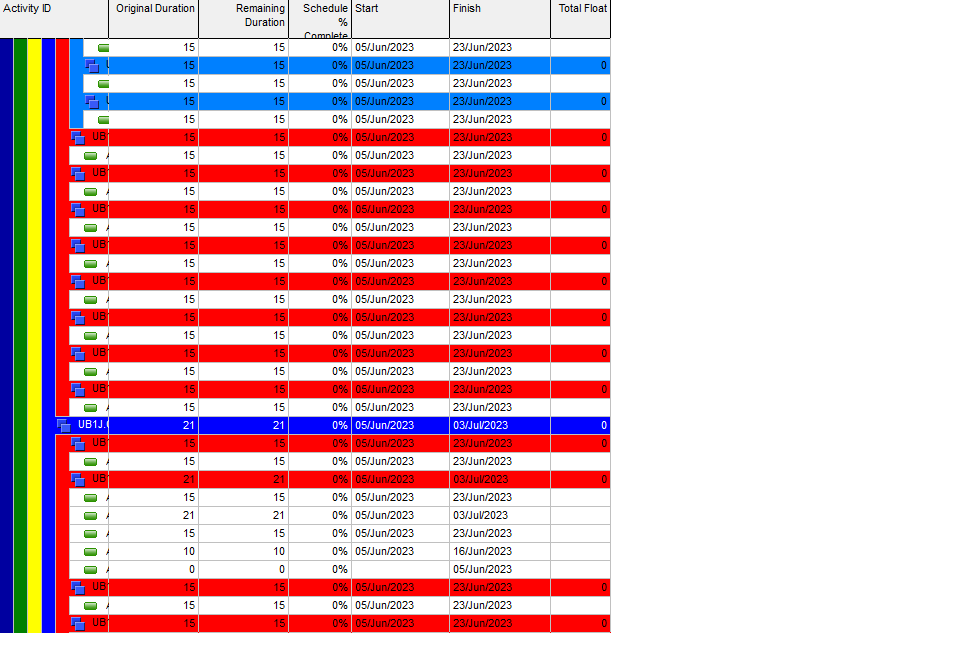 Activity ID Original Duration Remaining Duration Schedule % Complete Start Finish Total Float
15 15 0% 05/Jun/2023 23/Jun/2023
15 15 0% 05/Jun/2023 23/Jun/2023 0
15 15 0% 05/Jun/2023 23/Jun/2023
15 15 0% 05/Jun/2023 23/Jun/2023 0
15 15 0% 05/Jun/2023 23/Jun/2023
UB1 15 15 0% 05/Jun/2023 23/Jun/2023 0
15 15 0% 05/Jun/2023 23/Jun/2023
UB1 15 15 0% 05/Jun/2023 23/Jun/2023 0
15 15 0% 05/Jun/2023 23/Jun/2023
UB1 15 15 0% 05/Jun/2023 23/Jun/2023 0
15 15 0% 05/Jun/2023 23/Jun/2023
UB1 15 15 0% 05/Jun/2023 23/Jun/2023 0
15 15 0% 05/Jun/2023 23/Jun/2023
UB1 15 15 0% 05/Jun/2023 23/Jun/2023 0
15 15 0% 05/Jun/2023 23/Jun/2023
UB1 15 15 0% 05/Jun/2023 23/Jun/2023 0
15 15 0% 05/Jun/2023 23/Jun/2023
UB1 15 15 0% 05/Jun/2023 23/Jun/2023 0
15 15 0% 05/Jun/2023 23/Jun/2023
UB1 15 15 0% 05/Jun/2023 23/Jun/2023 0
15 15 0% 05/Jun/2023 23/Jun/2023
UB1J. 21 21 0% 05/Jun/2023 03/Jul/2023 0
UB1 15 15 0% 05/Jun/2023 23/Jun/2023 0
15 15 0% 05/Jun/2023 23/Jun/2023
UB1 21 21 0% 05/Jun/2023 03/Jul/2023 0
15 15 0% 05/Jun/2023 23/Jun/2023
21 21 0% 05/Jun/2023 03/Jul/2023
15 15 0% 05/Jun/2023 23/Jun/2023
10 10 0% 05/Jun/2023 16/Jun/2023
0 0 0% 05/Jun/2023
UB1 15 15 0% 05/Jun/2023 23/Jun/2023 0
15 15 0% 05/Jun/2023 23/Jun/2023
UB1 15 15 0% 05/Jun/2023 23/Jun/2023 0